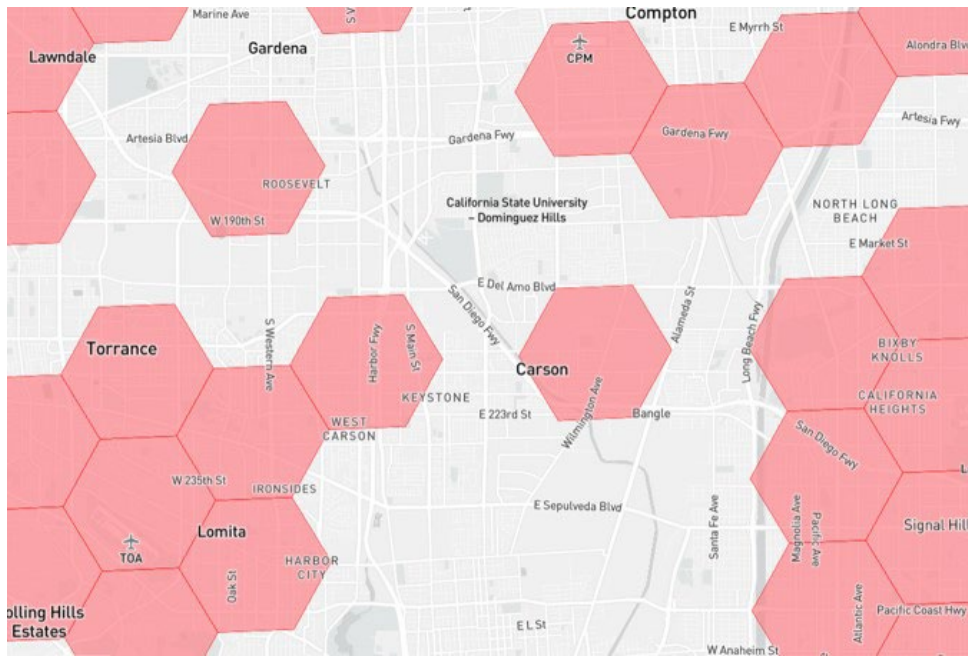 Marine Ave
S V
Compton
E Myrrh St
Gardena
Lawndale
CPM
Alondra Blv
Artesia Blvd
Gardena Fwy
Gardena Fwy
Artesia Fwy
ROOSEVELT
W 190th St
California State University
– Dominguez Hills
NORTH LONG
BEACH
E Market St
E Del Amo Blvd
San Diego Fwy
Alameda St
Long Beach Fwy
S Western Ave
Harbor Fwy
S Main St
Torrance
Carson
BIXBY
KNOLLS
KEYSTONE
CALIFORNIA
HEIGHTS
E 223rd St
Wilmington Ave
Bangle
WEST
CARSON
San Diego Fwy
W 235th St
IRONSIDES
E Sepulveda Blvd
Santa Fe Ave
Magnolia Ave
Pacific Ave
L
Signal Hil
Lomita
TOA
HARBOR
CITY
Oak St
olling Hills
Estates
E L St
Atlantic Ave
Pacific Coast Hwy
W Anaheim St